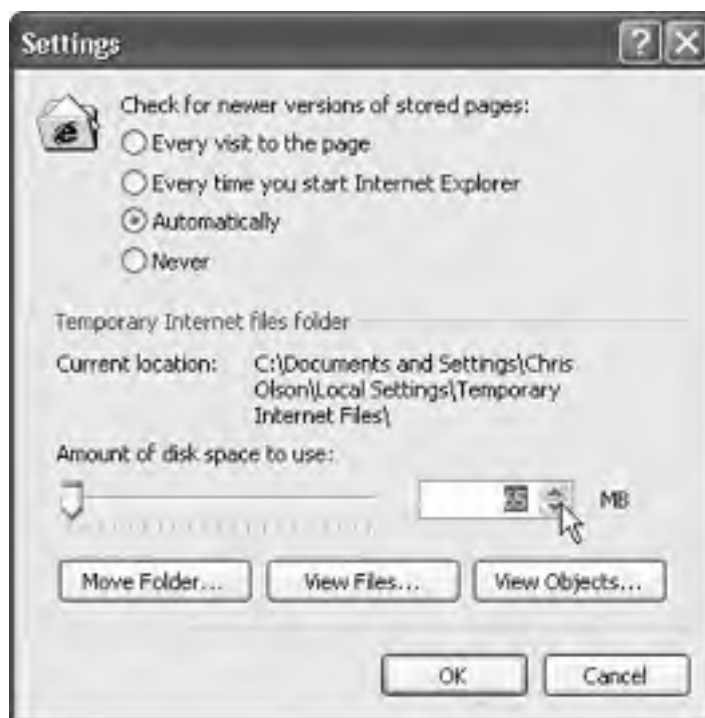 Settings
Check for newer versions of stored pages:
Every visit to the page
Every time you start Internet Explorer
Automatically
Never
Temporary Internet files folder
Current location: C:\Documents and Settings\Chris
Olson\Local Settings\Temporary
Internet Files\
Amount of disk space to use:
MB
Move Folder... View Files... View Objects...
OK Cancel